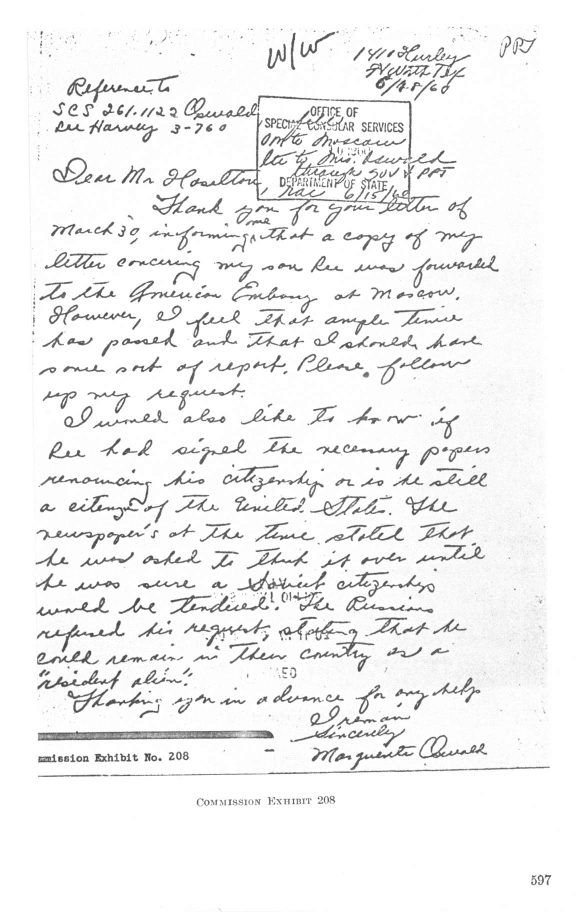 W/W
PPT
1410 Hurley
Ft Worth Tex
Reference to
SCS 261.1122 Oswald
Lee Harvey 3-760
OFFICE OF
SPECIAL CONSULAR SERVICES
om to Moscow
ltr to Mrs. Oswald
through SOV & PPT
DEPARTMENT OF STATE
6/15/60
Dear Mr Haselton,
Thank you for your letter of
March 30, informing me that a copy of my
letter concering my son Lee was forwarded
to the American Embassy at Moscow.
However, I feel that ample time
has passed and that I should have
some sort of report. Please follow
up my request.
I would also like to know if
Lee had signed the necessary papers
renouncing his citizenship or is he still
a citenzen of the United States. The
newspaper's at the time stated that
he was asked to think it over until
he was sure a Soviet citizenship
would be tendered. The Russians
refused his request, stating that he
could remain in their country as a
"resident alien".
Thanking you in advance for any help
I remain
Sincerely
Marguerite Oswald
mmission Exhibit No. 208
COMMISSION EXHIBIT 208
597